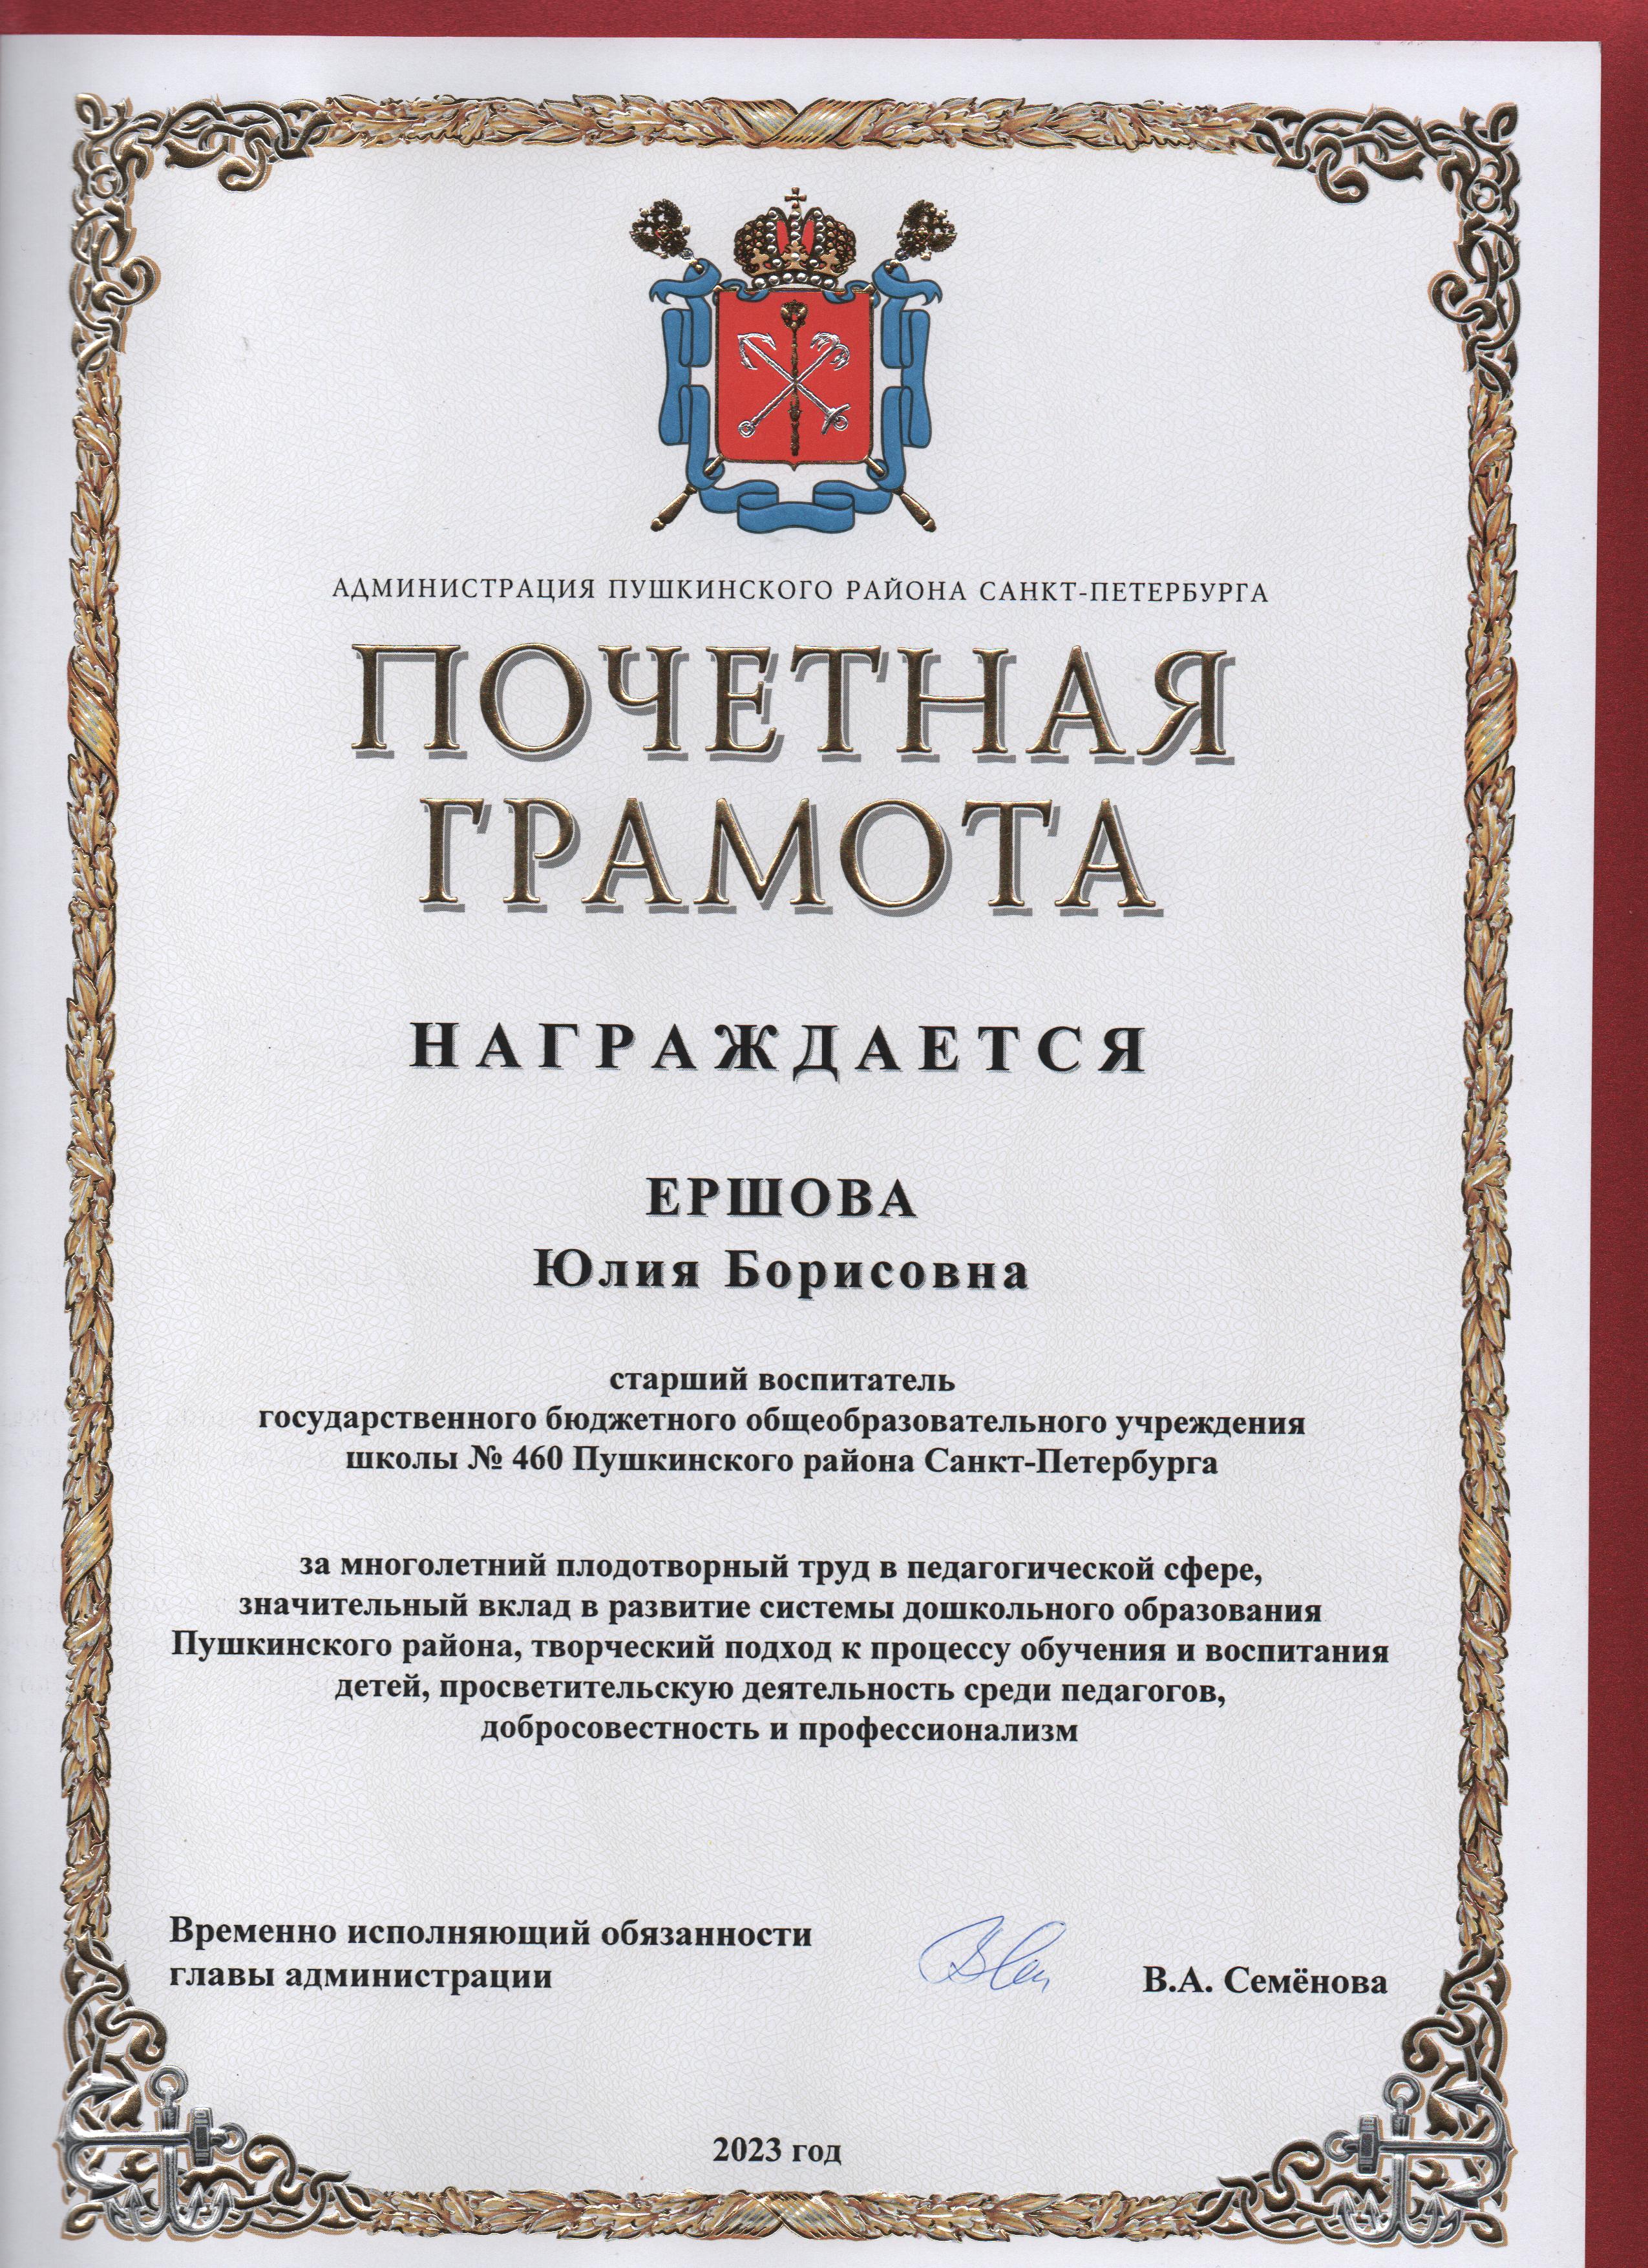 АДМИНИСТРАЦИЯ ПУШКИНСКОГО РАЙОНА САНКТ-ПЕТЕРБУРГА
ПОЧЕТНАЯ
ГРАМОТА
НАГРАЖДАЕТСЯ
ЕРШОВА
Юлия Борисовна
старший воспитатель
государственного бюджетного общеобразовательного учреждения
школы № 460 Пушкинского района Санкт-Петербурга
за многолетний плодотворный труд в педагогической сфере,
значительный вклад в развитие системы дошкольного образования
Пушкинского района, творческий подход к процессу обучения и воспитания
детей, просветительскую деятельность среди педагогов,
добросовестность и профессионализм
Временно исполняющий обязанности
главы администрации
В.А. Семёнова
2023 год